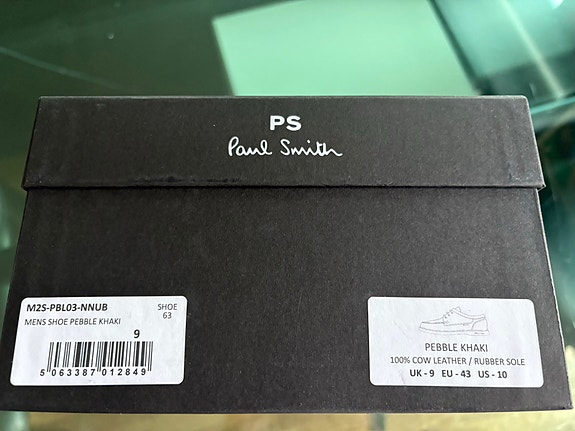 PS
Paul Smith
M2S-PBL03-NNUB
SHOE
63
MENS SHOE PEBBLE KHAKI
9
5 063387 012849
PEBBLE KHAKI
100% COW LEATHER / RUBBER SOLE
UK - 9 EU - 43 US - 10